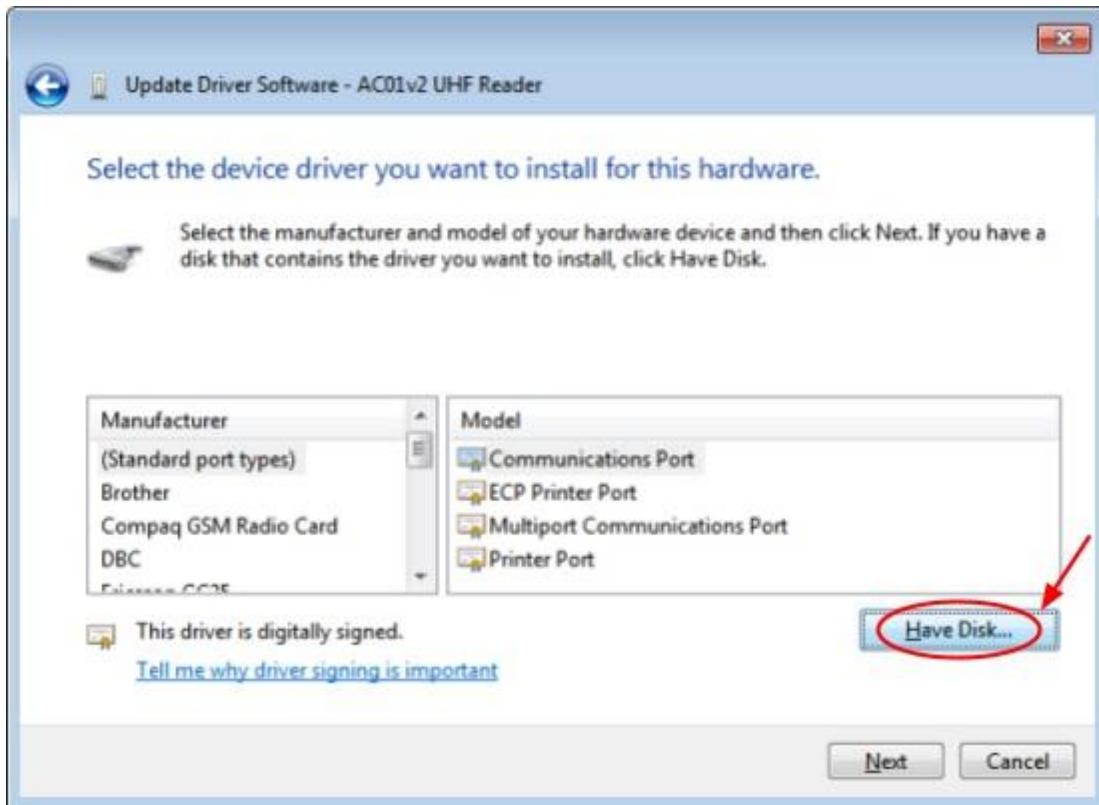 Update Driver Software - AC01v2 UHF Reader
Select the device driver you want to install for this hardware.
Select the manufacturer and model of your hardware device and then click Next. If you have a
disk that contains the driver you want to install, click Have Disk.
Manufacturer
(Standard port types)
Brother
Compaq GSM Radio Card
DBC
Model
Communications Port
ECP Printer Port
Multiport Communications Port
Printer Port
This driver is digitally signed.
Tell me why driver signing is important
Have Disk...
Next
Cancel